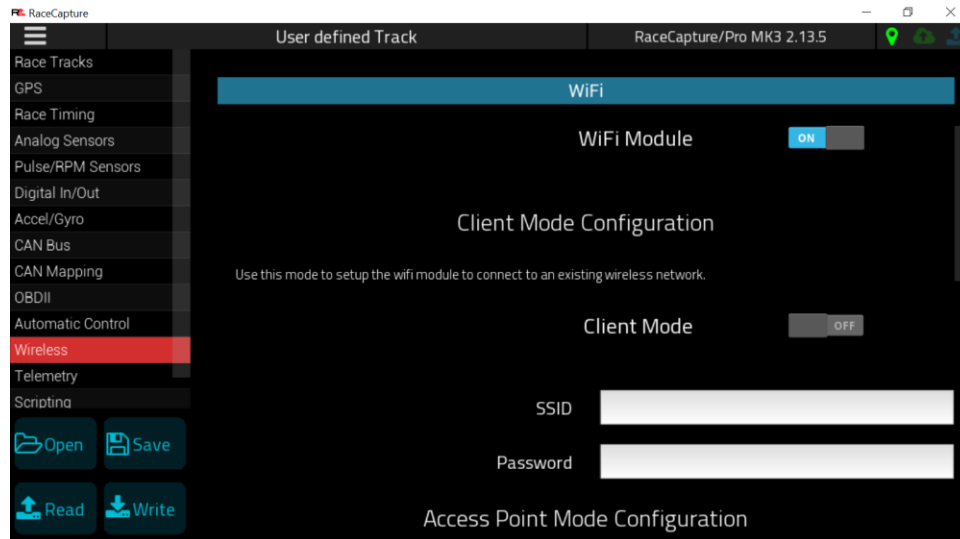 RC RaceCapture
User defined Track
RaceCapture/Pro MK3 2.13.5
Race Tracks
GPS
Race Timing
Analog Sensors
Pulse/RPM Sensors
Digital In/Out
Accel/Gyro
CAN Bus
CAN Mapping
OBDII
Automatic Control
Wireless
Telemetry
Scripting
Open
Save
Read
Write
WiFi
WiFi Module
ON
Client Mode Configuration
Use this mode to setup the wifi module to connect to an existing wireless network.
Client Mode
OFF
SSID
Password
Access Point Mode Configuration